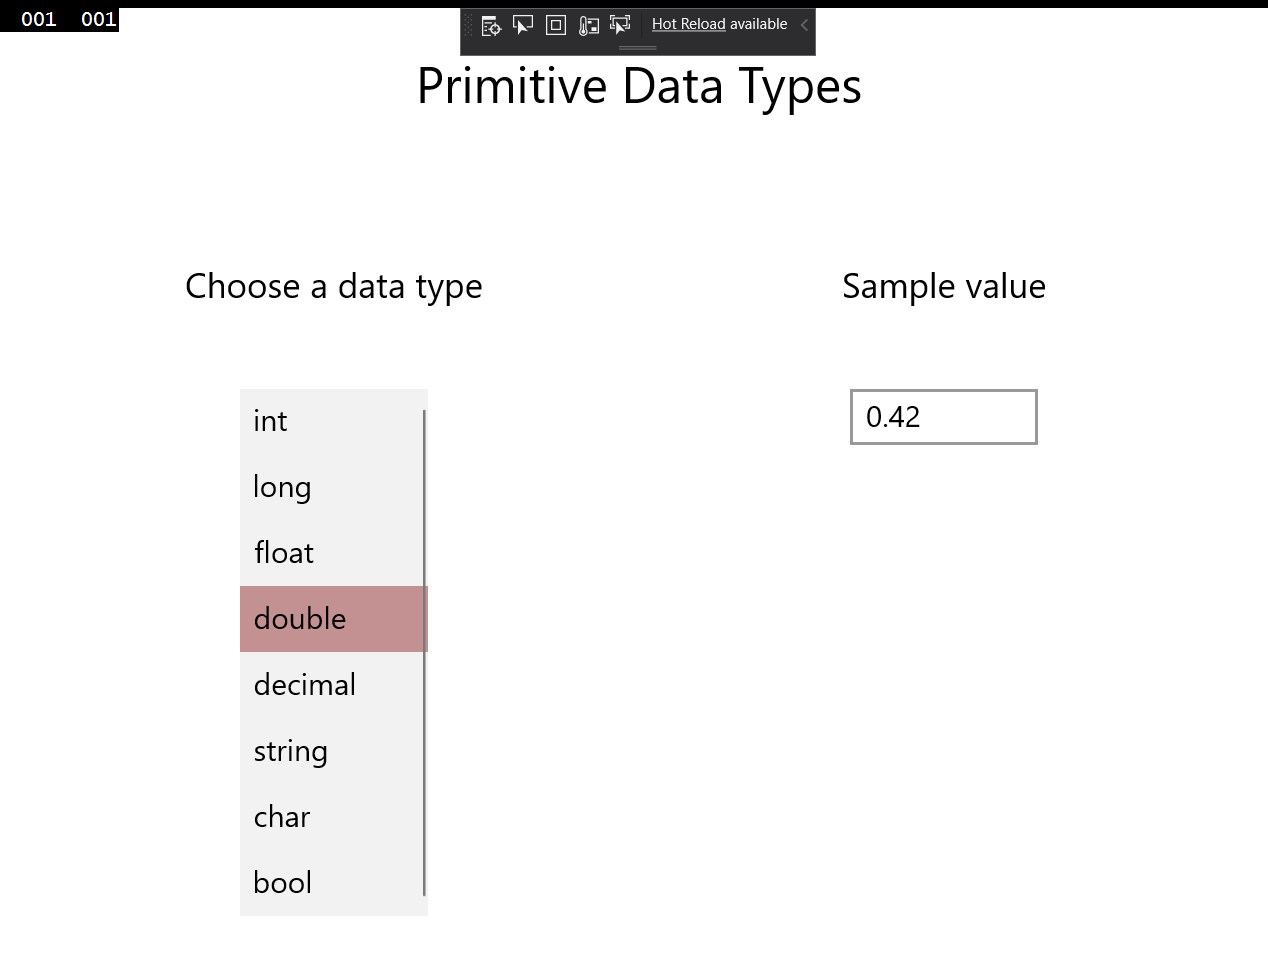 001 001
Hot Reload available
Primitive Data Types
Choose a data type
Sample value
int
0.42
long
float
double
decimal
string
char
bool